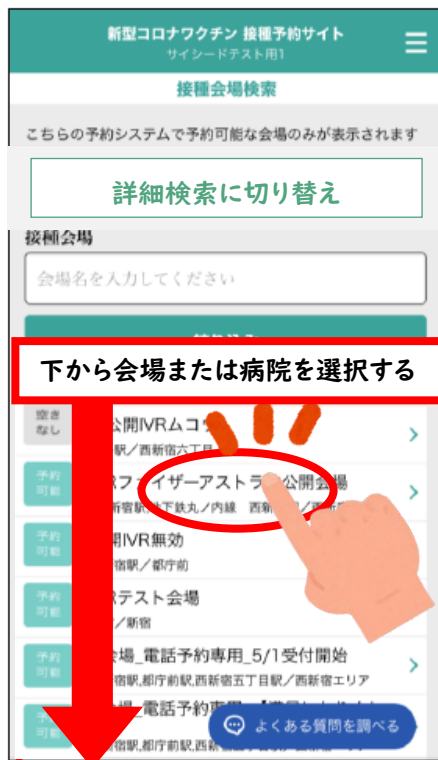 新型コロナワクチン 接種予約サイト
サイシードテスト用1
接種会場検索
こちらの予約システムで予約可能な会場のみが表示されます
詳細検索に切り替え
接種会場
会場名を入力してください
下から会場または病院を選択する
空き
なし
公開IVRムコ
駅／西新宿六丁目
予約
可能
ファイザーアストラ 公開会場
新宿駅,地下鉄丸ノ内線 西新
予約
可能
開IVR無効
宿駅／都庁前
予約
可能
テスト会場
／新宿
予約
可能
場_電話予約専用_5/1受付開始
宿駅,都庁前駅,西新宿五丁目駅／西新宿エリア
電話予約専
よくある質問を調べる
宿駅,都庁前駅,西新